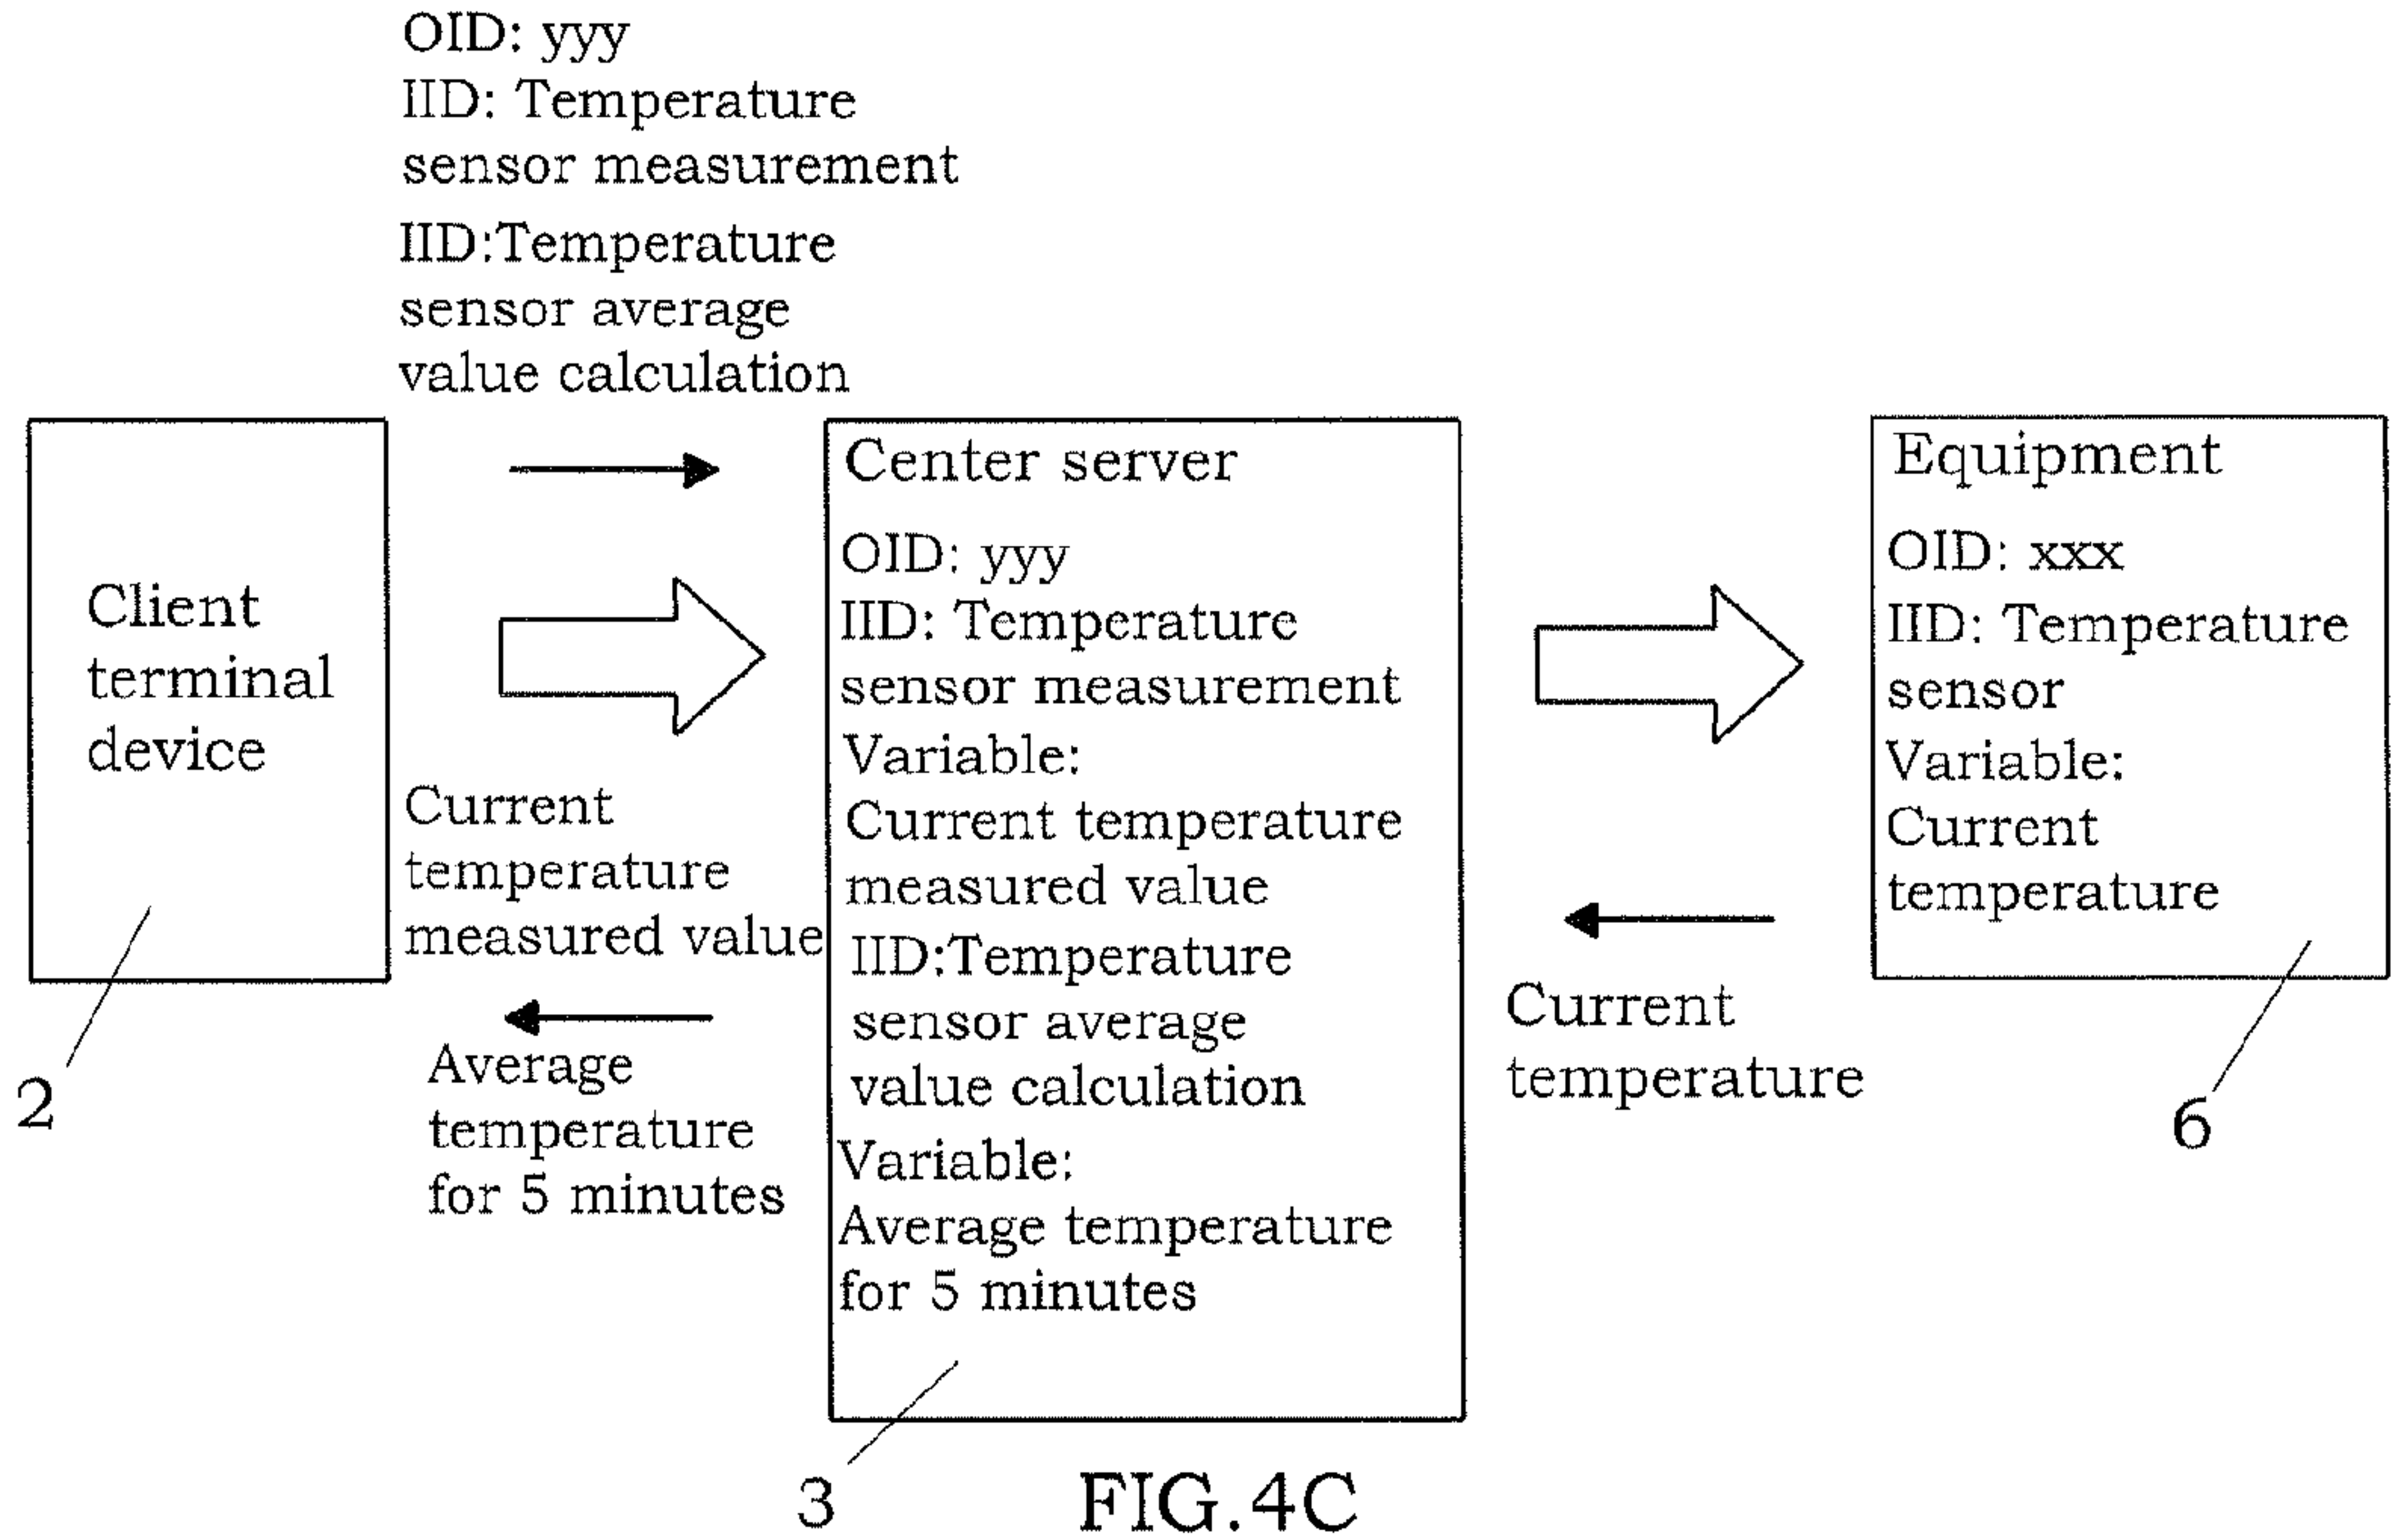 OID: yyy
IID: Temperature
sensor measurement
IID:Temperature
sensor average
value calculation
Client
terminal
device
2
Current
temperature
measured value
Average
temperature
for 5 minutes
Center server
OID: yyy
IID: Temperature
sensor measurement
Variable:
Current temperature
measured value
IID:Temperature
sensor average
value calculation
Variable:
Average temperature
for 5 minutes
3
Current
temperature
Equipment
OID: xxx
IID: Temperature
sensor
Variable:
Current
temperature
6
FIG.4C